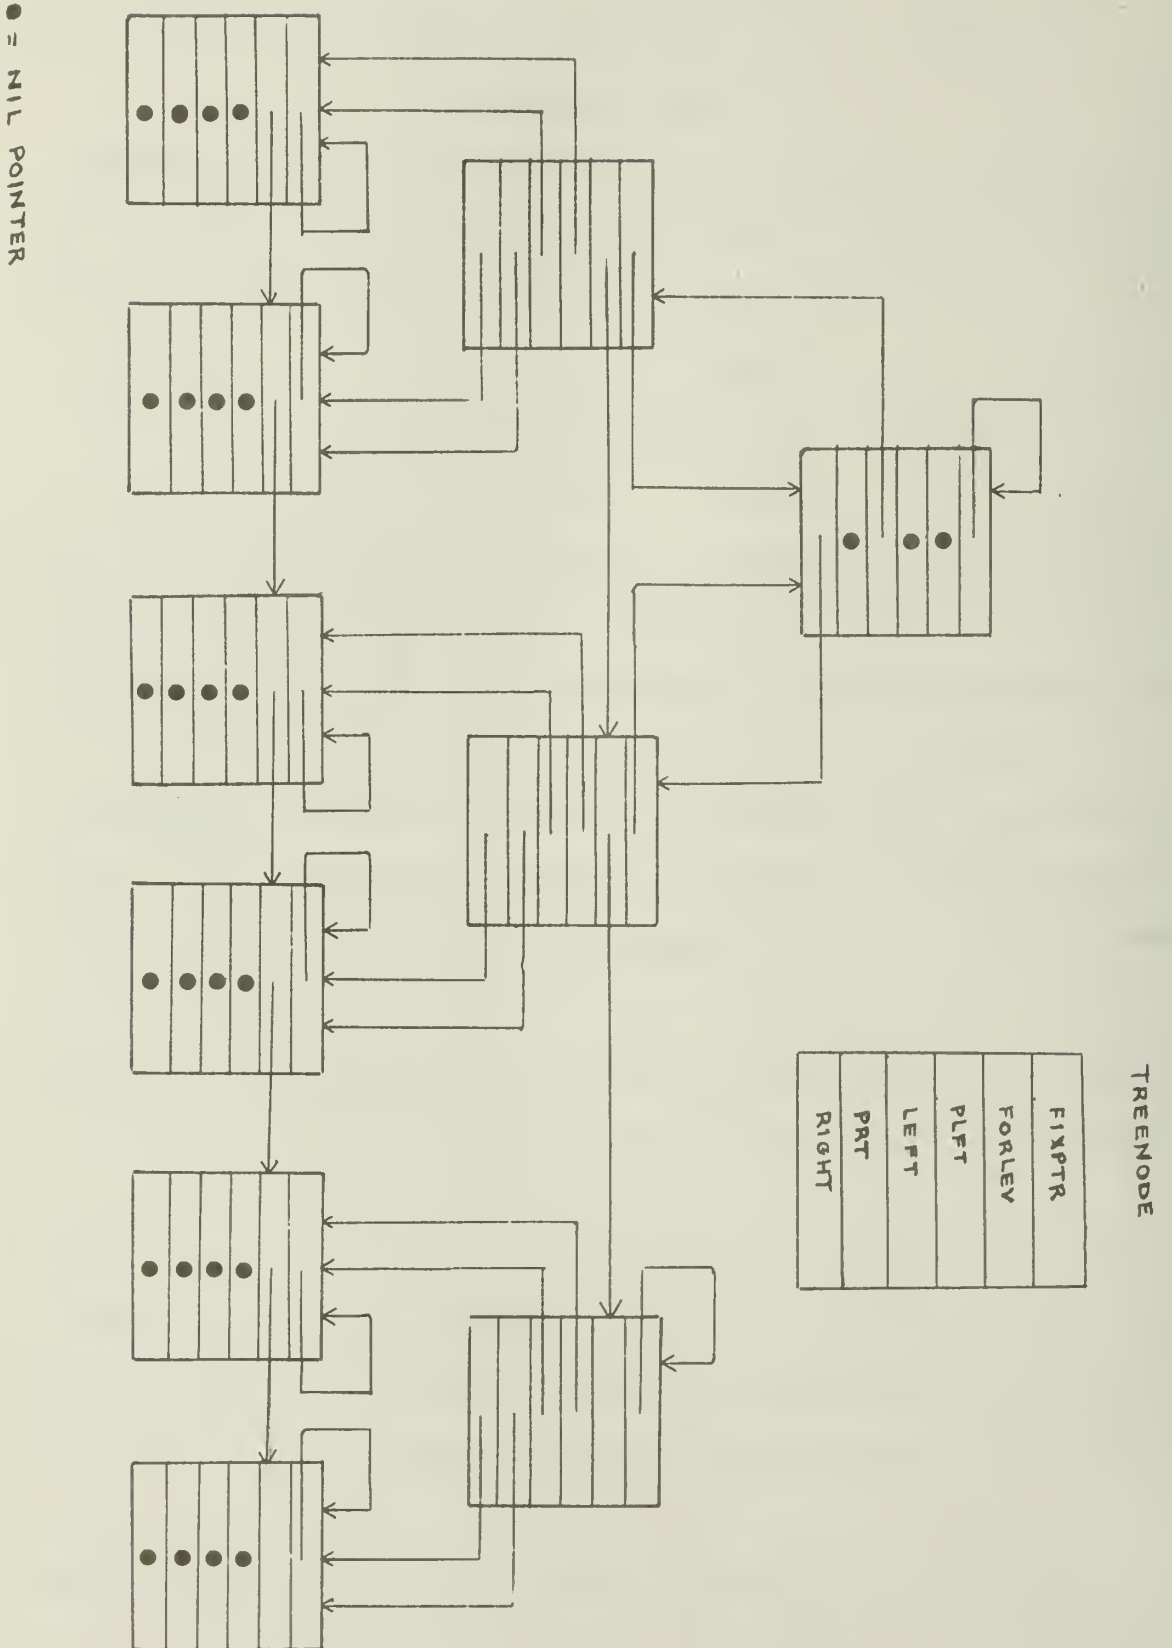 TREENODE
FIXPTR
FORLEV
PLFT
LEFT
PRT
RIGHT
● = NIL POINTER